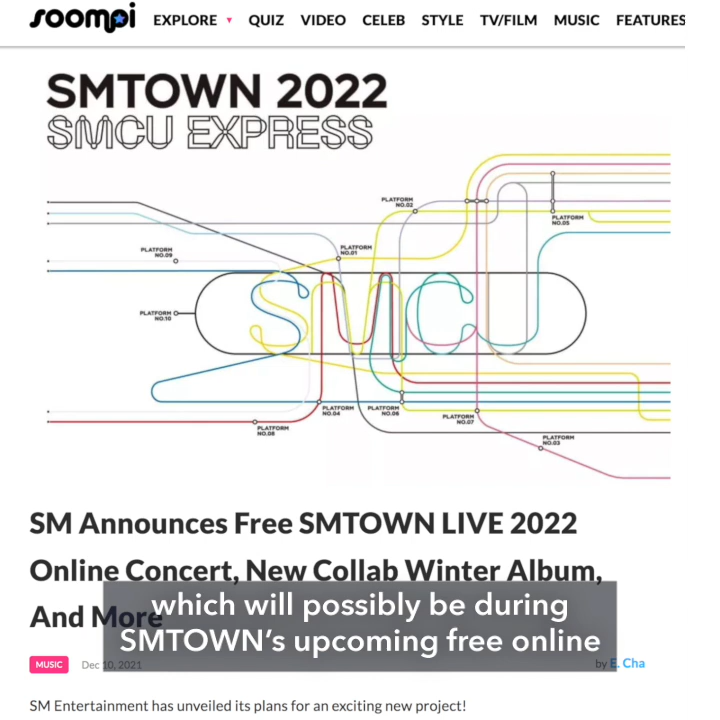 soompi EXPLORE ▼ QUIZ VIDEO CELEB STYLE TV/FILM MUSIC FEATURES
SMTOWN 2022
SMCU EXPRESS
PLATFORM
NO.02
PLATFORM
NO.05
PLATFORM
NO.09
PLATFORM
NO.01
PLATFORM
NO.10
SMCU
PLATFORM
NO.04
PLATFORM
NO.06
PLATFORM
NO.07
PLATFORM
NO.08
PLATFORM
NO.03
SM Announces Free SMTOWN LIVE 2022
Online Concert, New Collab Winter Album,
And More
which will possibly be during
SMTOWN's upcoming free online
MUSIC Dec 10, 2021 by E. Cha
SM Entertainment has unveiled its plans for an exciting new project!